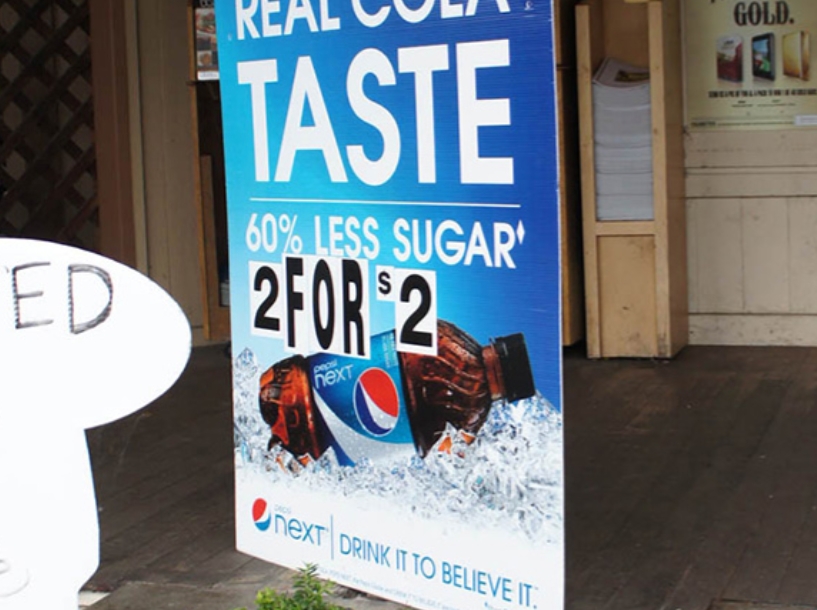 REAL COLA
TASTE
60% LESS SUGAR
2 FOR $2
pepsi
next
pepsi
next
DRINK IT TO BELIEVE IT.
ED
GOLD.